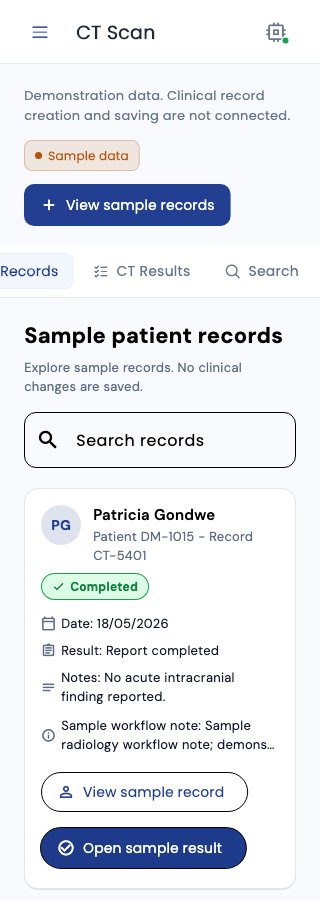 CT Scan
Demonstration data. Clinical record
creation and saving are not connected.
Sample data
View sample records
Records
CT Results
Search
Sample patient records
Explore sample records. No clinical
changes are saved.
Search records
PG
Patricia Gondwe
Patient DM-1015 - Record
CT-5401
Completed
Date: 18/05/2026
Result: Report completed
Notes: No acute intracranial
finding reported.
Sample workflow note: Sample
radiology workflow note; demons...
View sample record
Open sample result